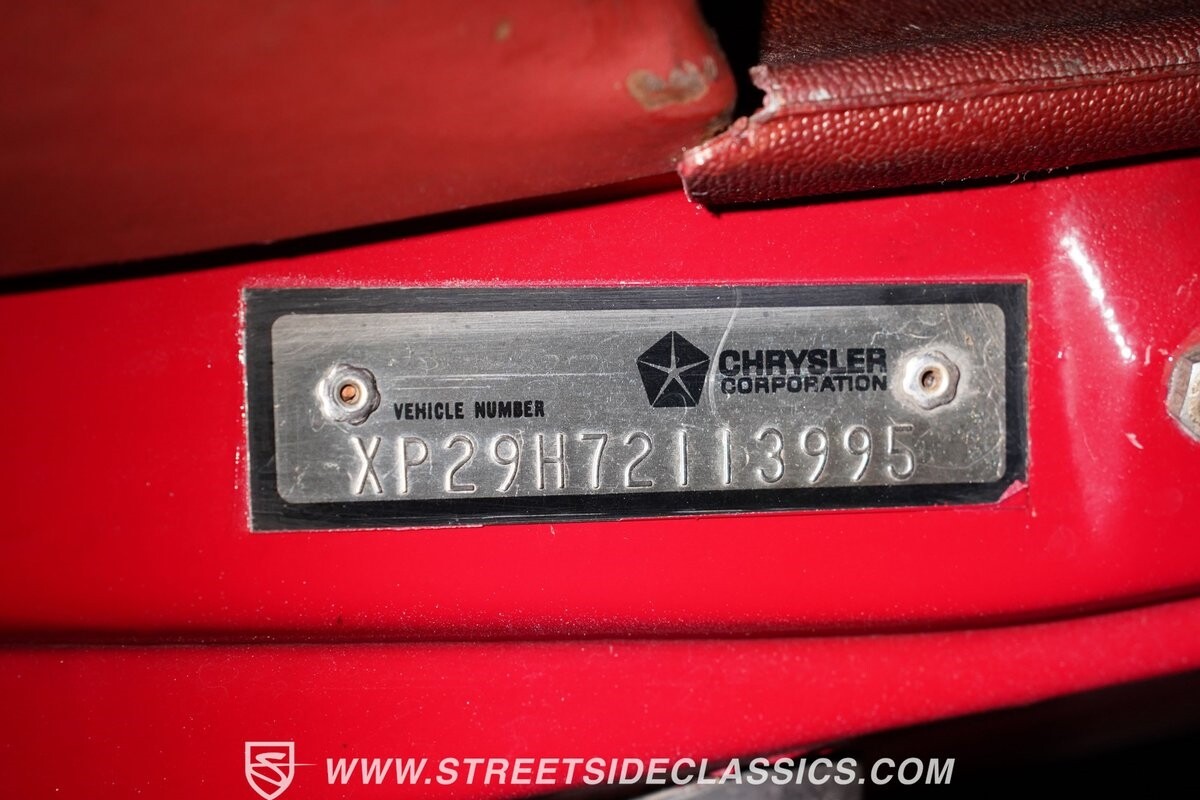 CHRYSLER
CORPORATION
VEHICLE NUMBER
XP29H72113995
WWW.STREETSIDECLASSICS.COM